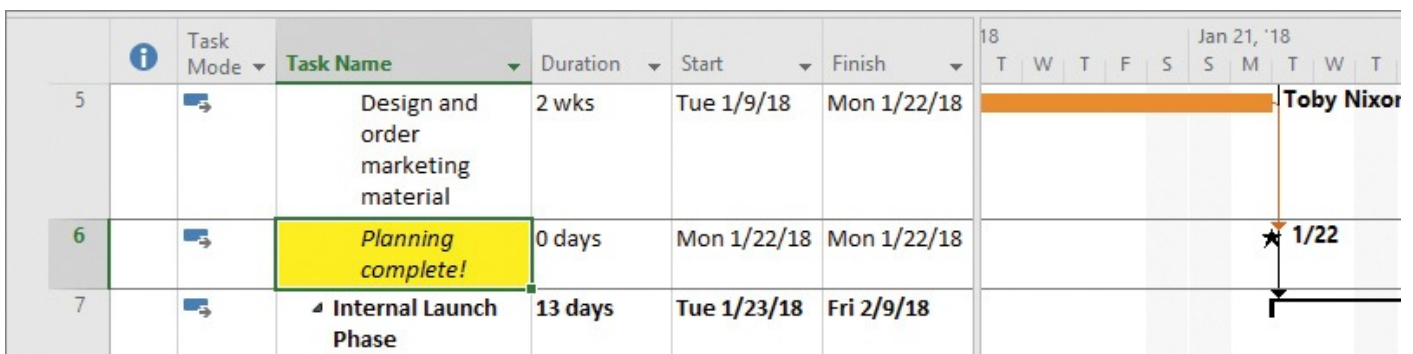 Task Mode
Task Name
Duration
Start
Finish
18
Jan 21, '18
T W T F S S M T W T
5
Design and
order
marketing
material
2 wks
Tue 1/9/18
Mon 1/22/18
Toby Nixon
6
Planning
complete!
0 days
Mon 1/22/18
Mon 1/22/18
1/22
7
Internal Launch
Phase
13 days
Tue 1/23/18
Fri 2/9/18